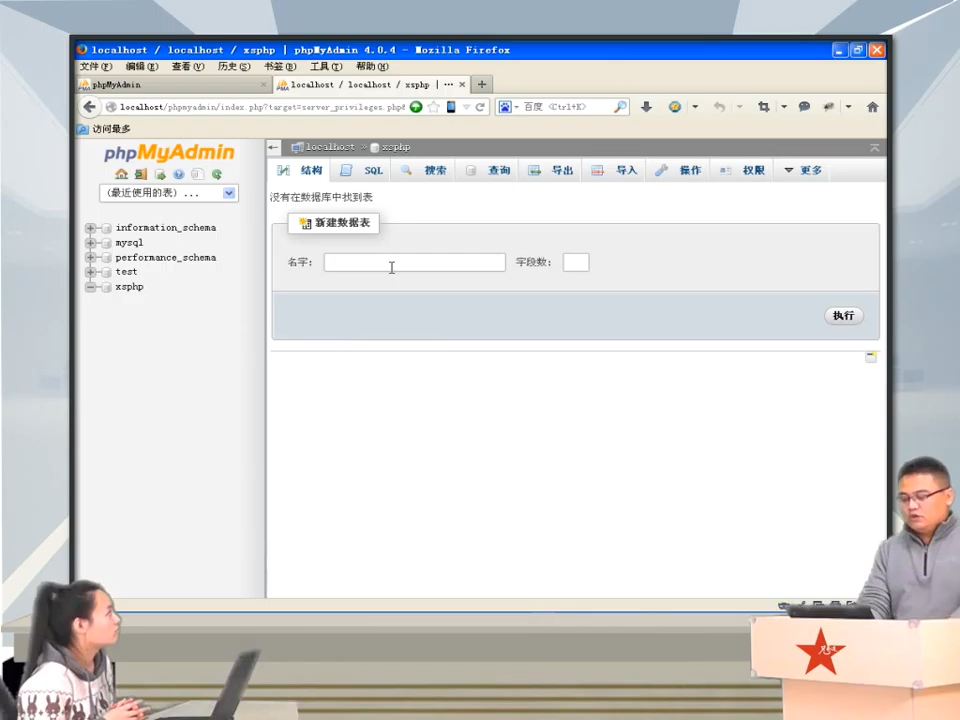 localhost / localhost / xsphp | phpMyAdmin 4.0.4 - Mozilla Firefox
文件(F) 编辑(E) 查看(V) 历史(S) 书签(B) 工具(T) 帮助(H)
phpMyAdmin × localhost / localhost / xsphp | ... × +
localhost/phpmyadmin/index.php?target=server_privileges.php& 百度 <Ctrl+K>
访问最多
phpMyAdmin
(最近使用的表) ...
information_schema
mysql
performance_schema
test
xsphp
localhost » xsphp
结构 SQL 搜索 查询 导出 导入 操作 权限 更多
没有在数据库中找到表
新建数据表
名字: 字段数:
执行